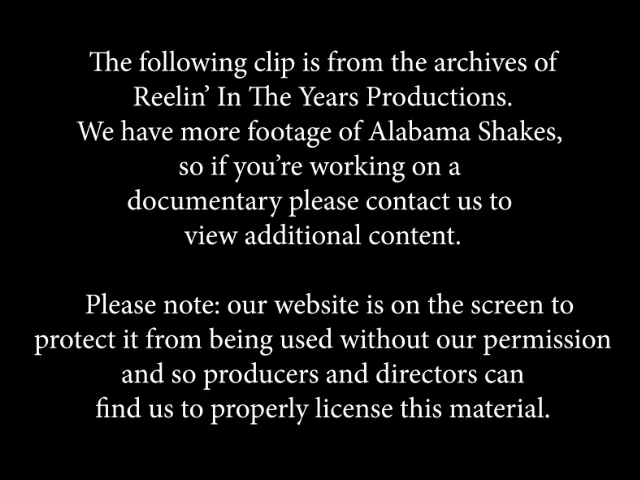 The following clip is from the archives of
Reelin’ In The Years Productions.
We have more footage of Alabama Shakes,
so if you’re working on a
documentary please contact us to
view additional content.
Please note: our website is on the screen to
protect it from being used without our permission
and so producers and directors can
find us to properly license this material.